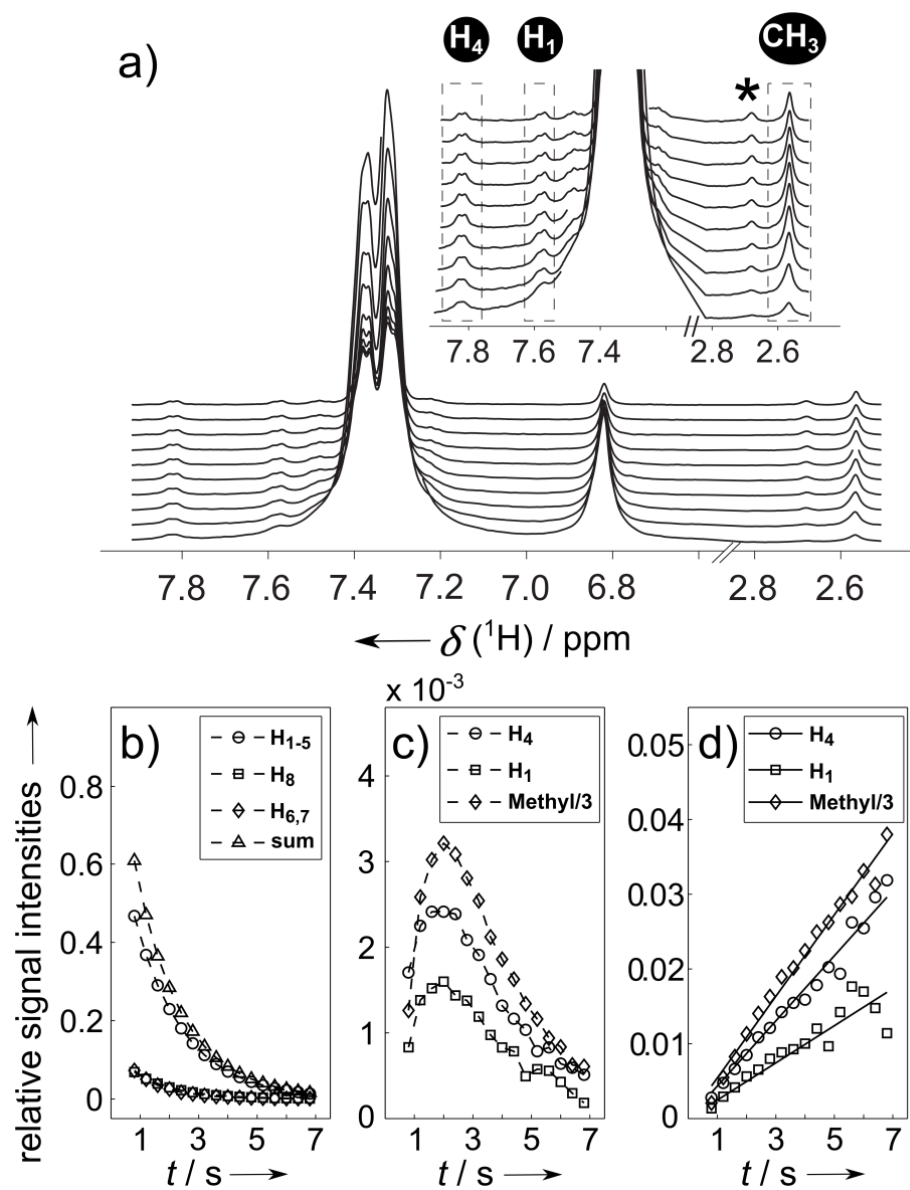 a)
H₄ H₁ CH₃
*
7.8 7.6 7.4 2.8 2.6
7.8 7.6 7.4 7.2 7.0 6.8 2.8 2.6
δ (¹H) / ppm
relative signal intensities
b)
H₁₋₅
H₈
H₆,₇
sum
0.8
0.6
0.4
0.2
0
1 3 5 7
t / s
x 10⁻³
c)
H₄
H₁
Methyl/3
4
3
2
1
0
1 3 5 7
t / s
d)
H₄
H₁
Methyl/3
0.05
0.04
0.03
0.02
0.01
0
1 3 5 7
t / s